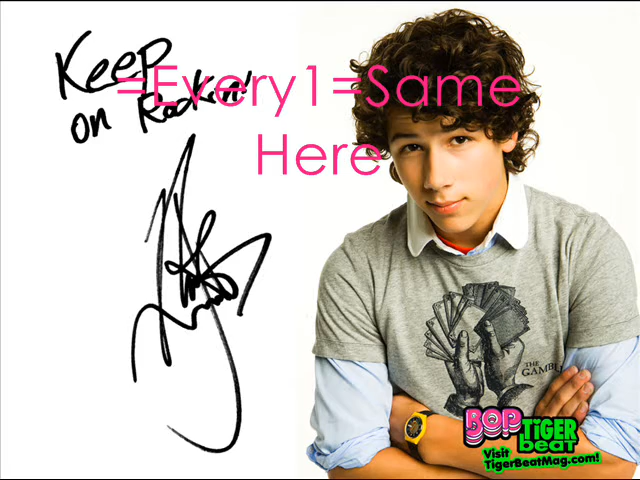 Keep
on Rockin'!
=Every1=Same
Here
THE
GAMBL
BOP
TiGER
beat
Visit
TigerBeatMag.com!